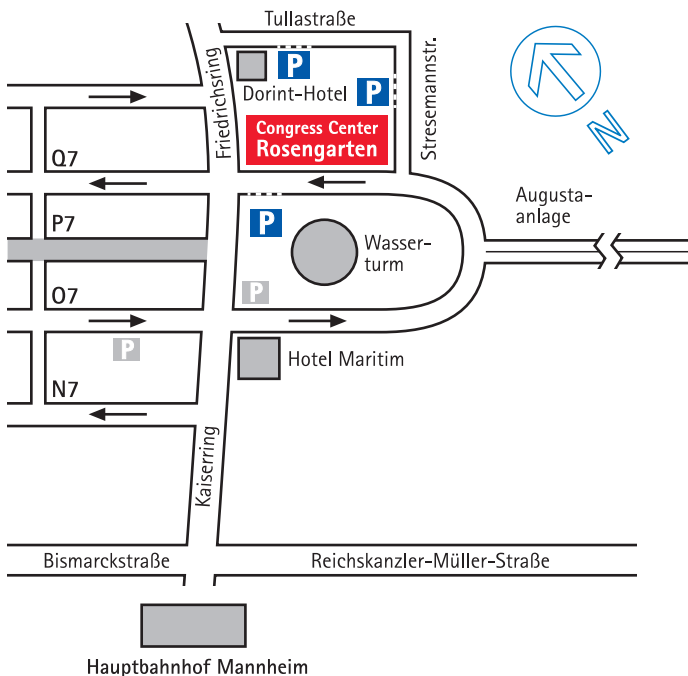 Tullastraße
Friedrichsring
P
Dorint-Hotel
P
Stresemannstr.
Congress Center
Rosengarten
N
Q7
Augusta-
anlage
P7
P
Wasser-
turm
O7
P
P
Hotel Maritim
N7
Kaiserring
Bismarckstraße
Reichskanzler-Müller-Straße
Hauptbahnhof Mannheim